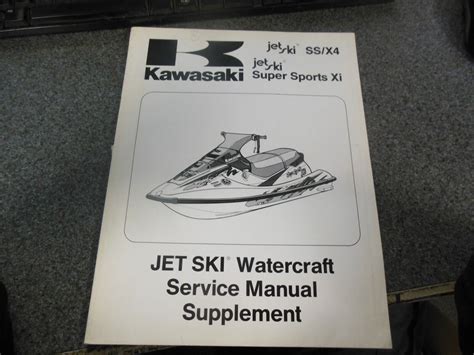 Kawasaki
jet ski® SS/X4
jet ski®
Super Sports Xi
JET SKI® Watercraft
Service Manual
Supplement